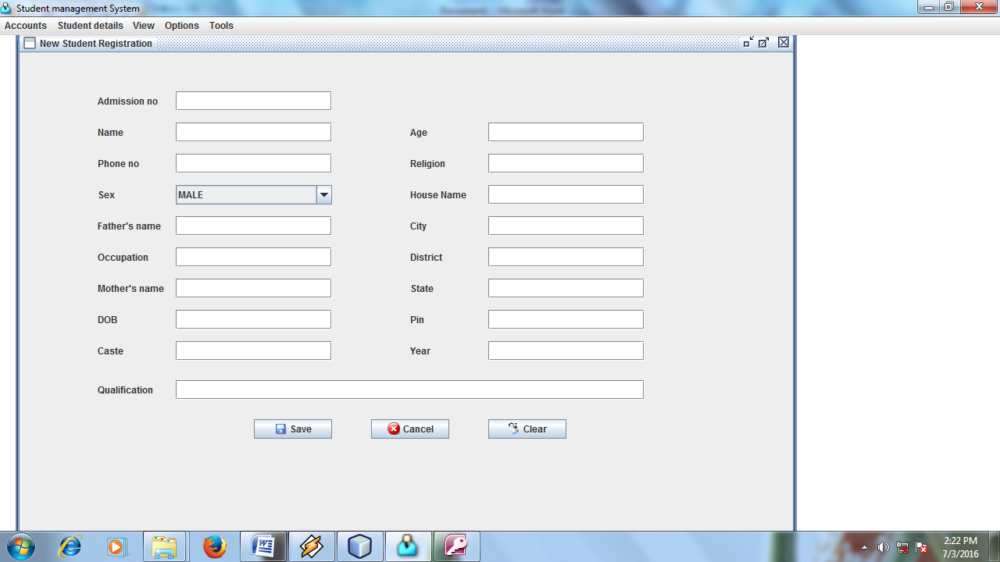 Student management System
Accounts Student details View Options Tools
New Student Registration
Admission no
Name Age
Phone no Religion
Sex MALE House Name
Father's name City
Occupation District
Mother's name State
DOB Pin
Caste Year
Qualification
Save Cancel Clear
2:22 PM
7/3/2016